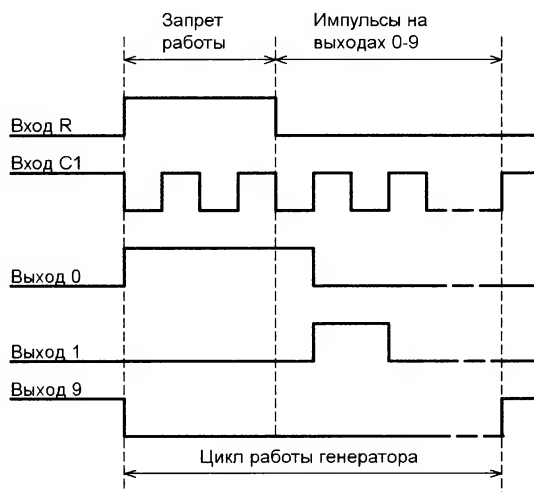 Запрет
работы
Импульсы на
выходах 0-9
Вход R
Вход C1
Выход 0
Выход 1
Выход 9
Цикл работы генератора